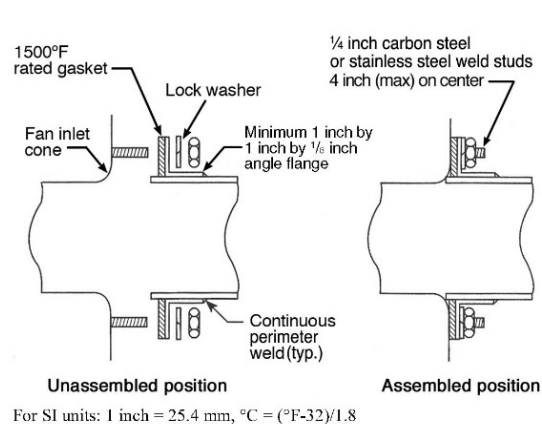 1500°F
rated gasket
Lock washer
Fan inlet
cone
Minimum 1 inch by
1 inch by 1/8 inch
angle flange
Continuous
perimeter
weld (typ.)
Unassembled position
¼ inch carbon steel
or stainless steel weld studs
4 inch (max) on center
Assembled position
For SI units: 1 inch = 25.4 mm, °C = (°F-32)/1.8